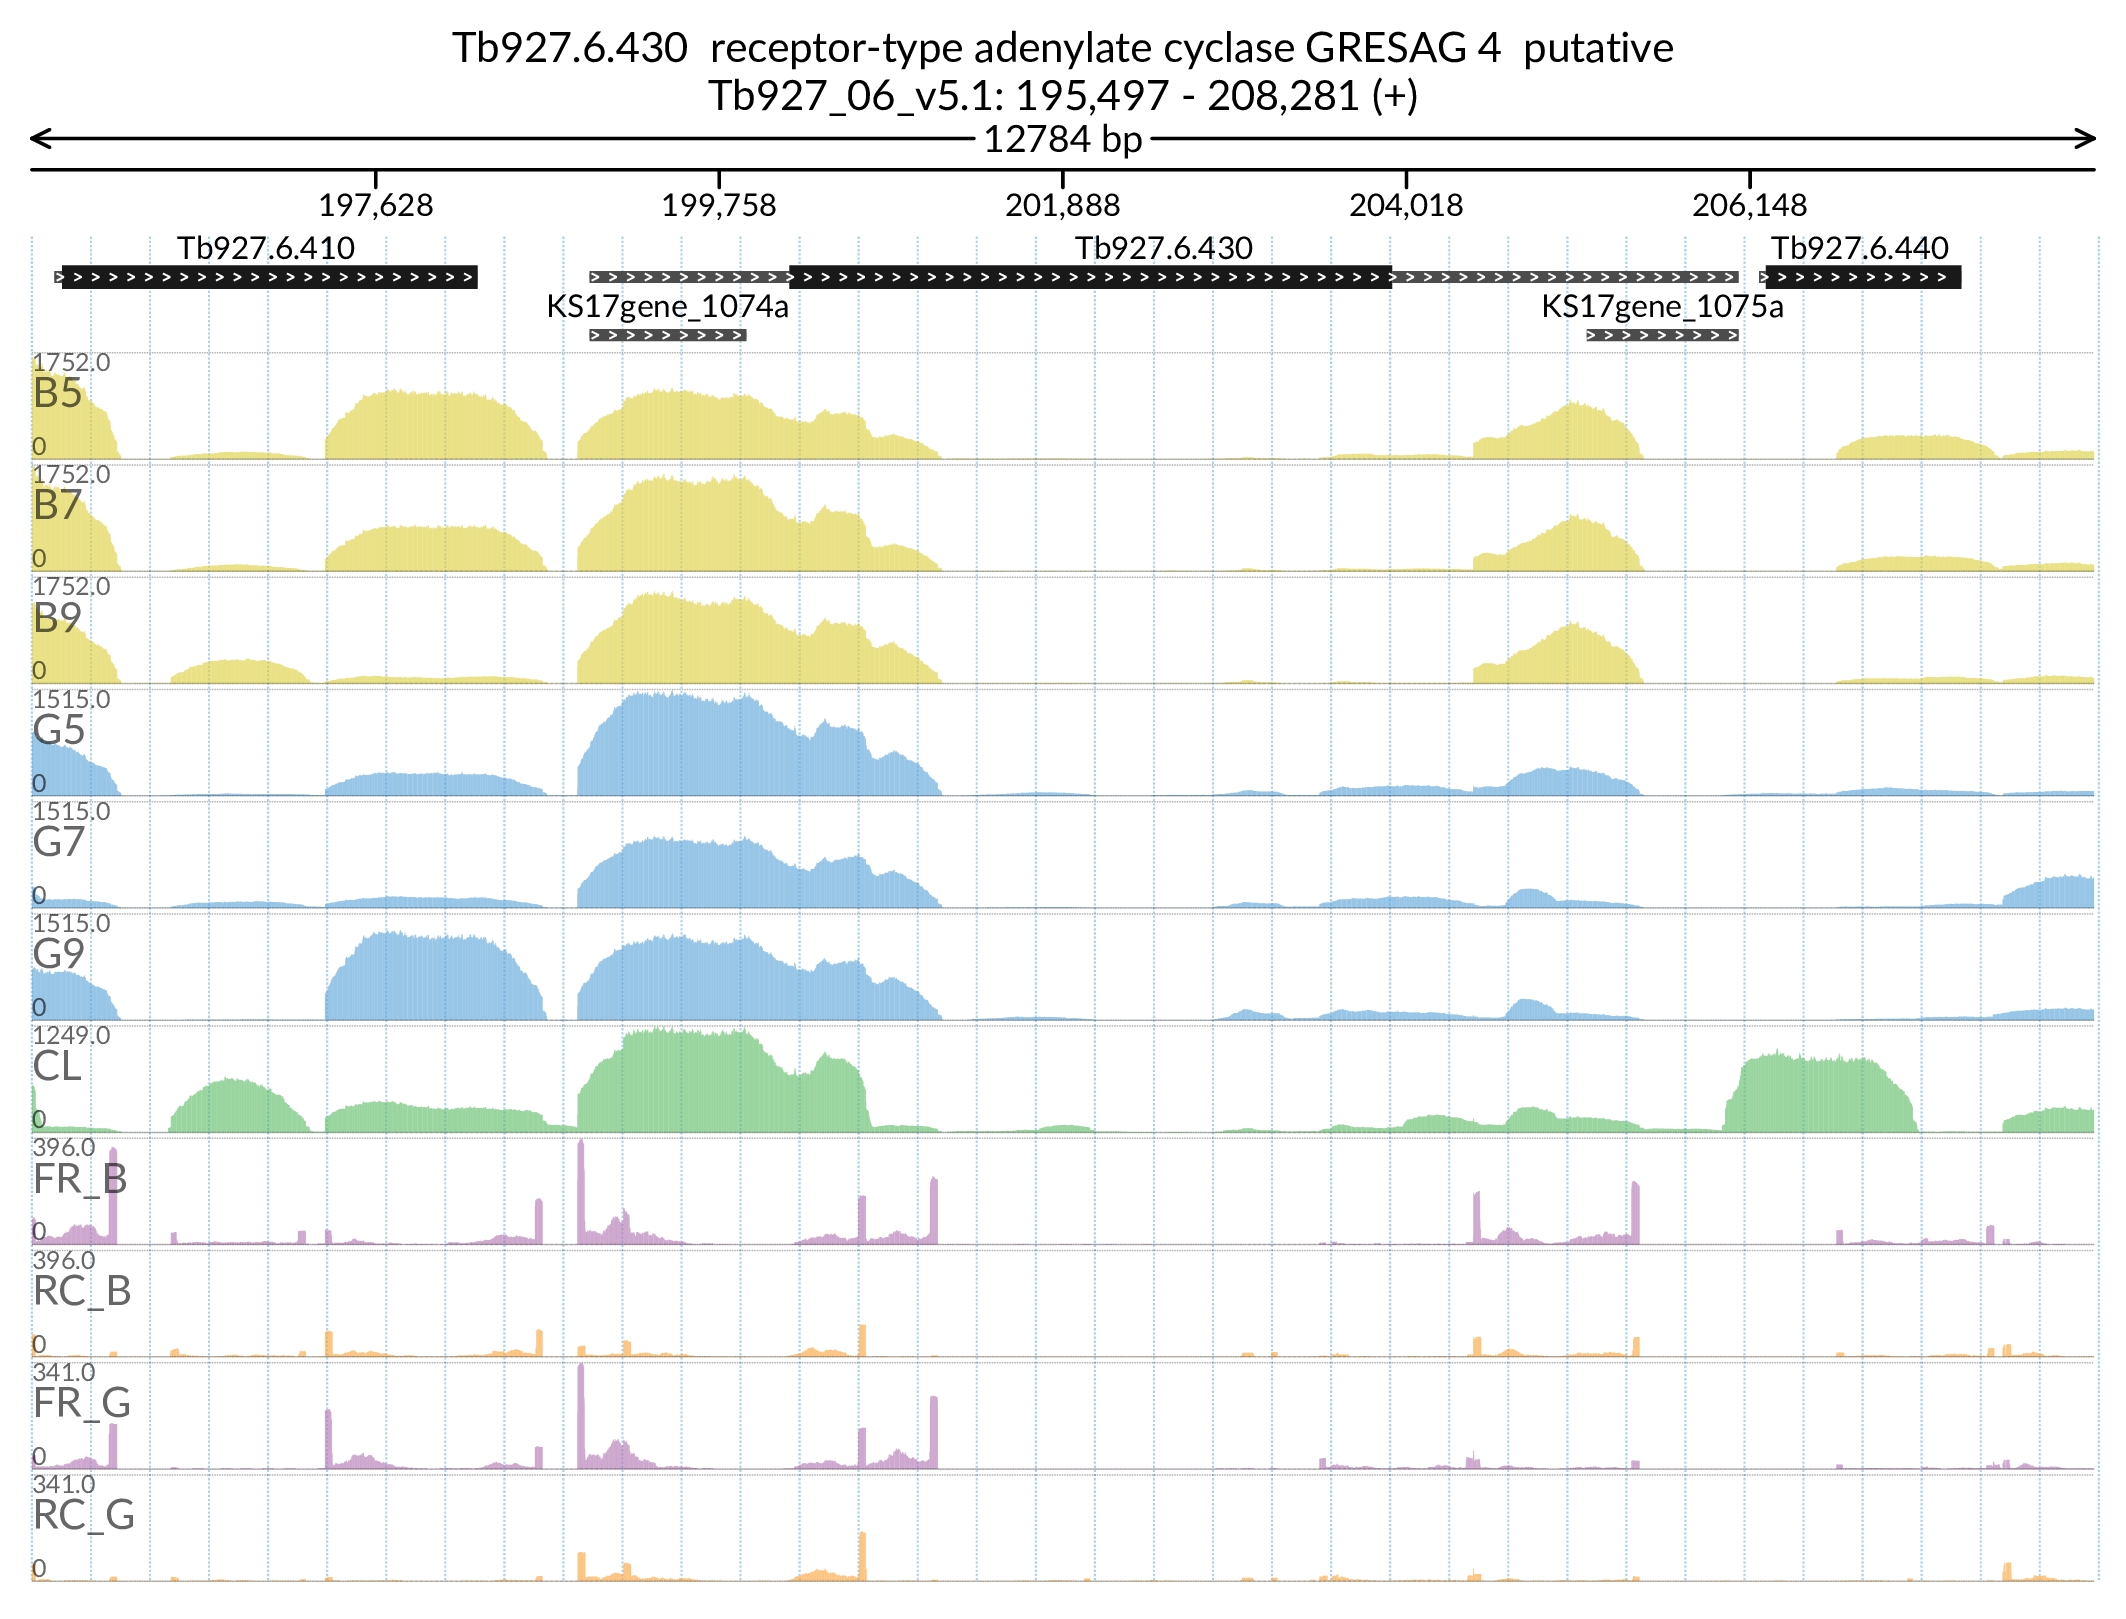 Tb927.6.430  receptor-type adenylate cyclase GRESAG 4  putative
Tb927_06_v5.1: 195,497 - 208,281 (+)
12784 bp
197,628 199,758 201,888 204,018 206,148
Tb927.6.410 Tb927.6.430 Tb927.6.440
KS17gene_1074a KS17gene_1075a
1752.0
B5
0
1752.0
B7
0
1752.0
B9
0
1515.0
G5
0
1515.0
G7
0
1515.0
G9
0
1249.0
CL
0
396.0
FR_B
0
396.0
RC_B
0
341.0
FR_G
0
341.0
RC_G
0